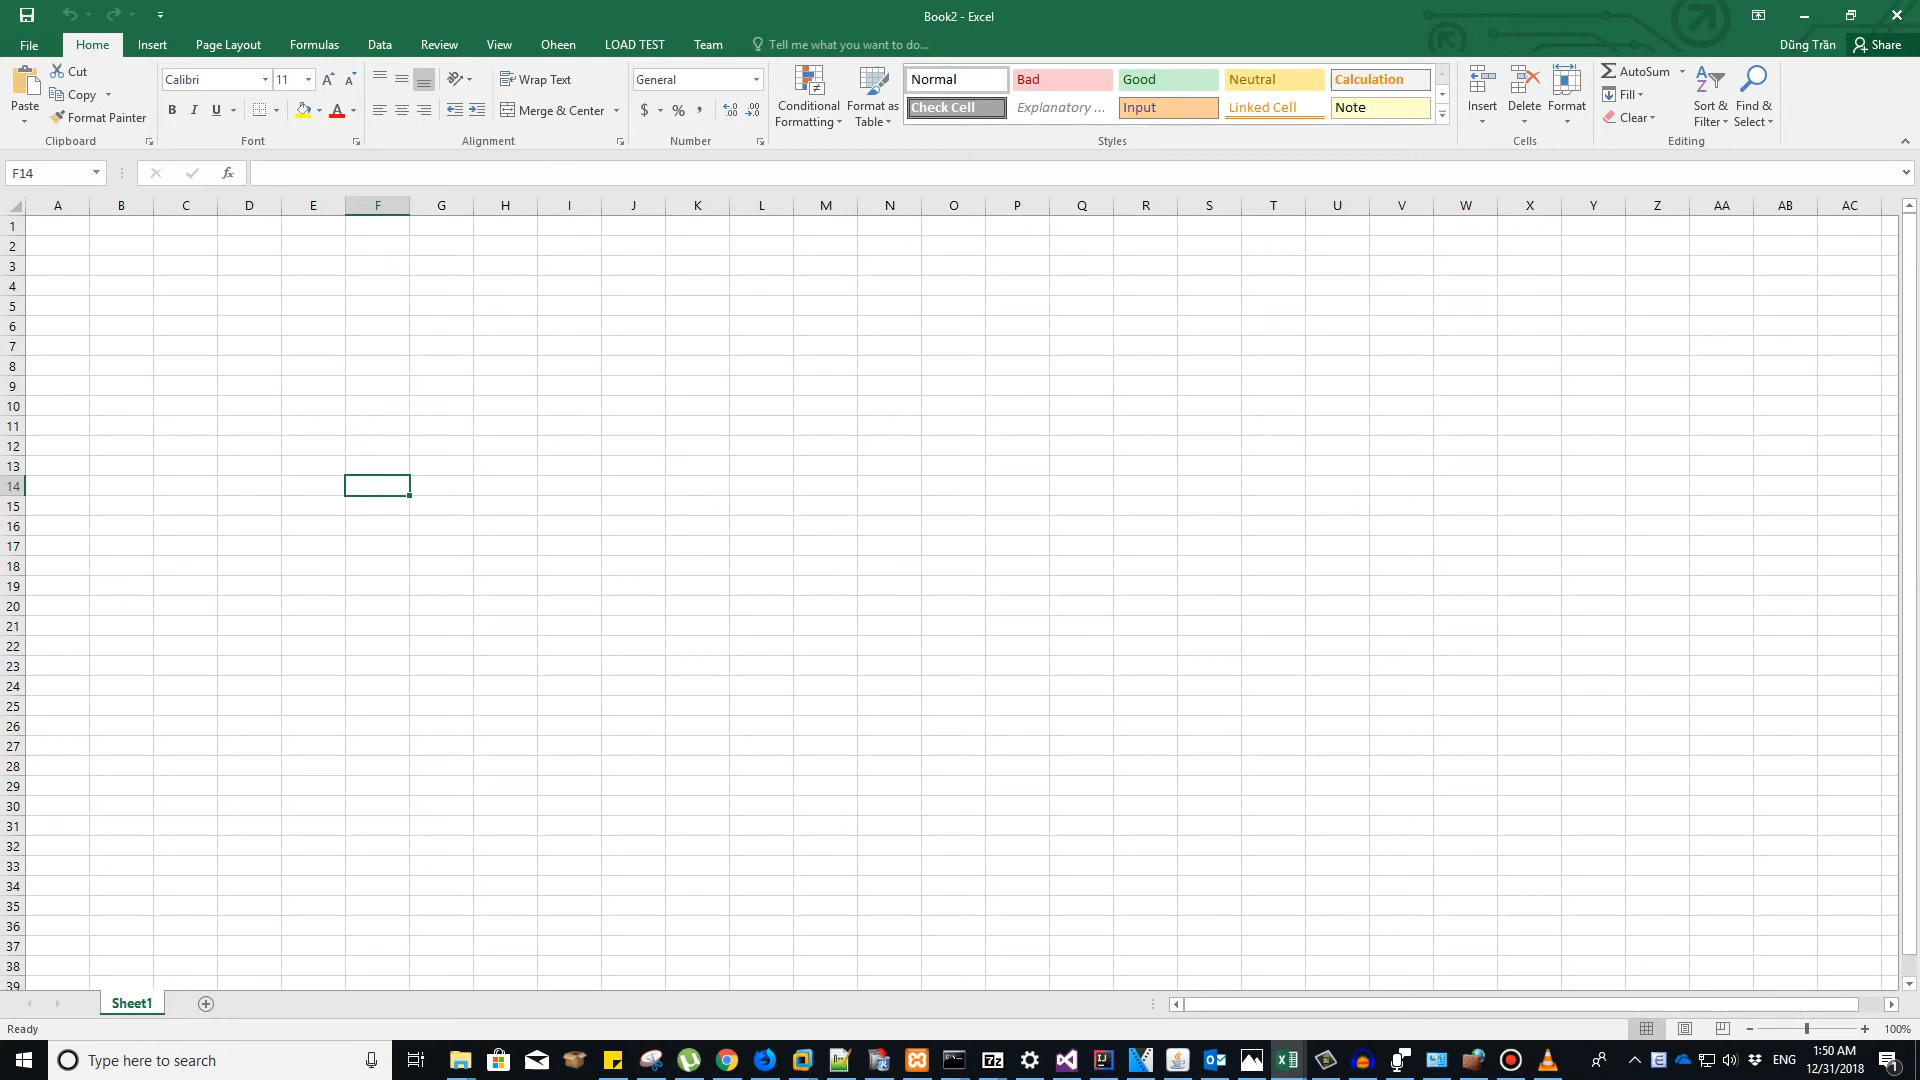 Book2 - Excel
File Home Insert Page Layout Formulas Data Review View Oheen LOAD TEST Team Tell me what you want to do... Dũng Trần Share
Paste
Cut
Copy
Format Painter
Clipboard
Calibri 11
B I U A
Font
Wrap Text
Merge & Center
Alignment
General
$ % ,
Number
Conditional Formatting
Format as Table
Normal Bad Good Neutral Calculation
Check Cell Explanatory ... Input Linked Cell Note
Styles
Insert Delete Format
Cells
AutoSum
Fill
Clear
Sort & Filter
Find & Select
Editing
F14 fx
A B C D E F G H I J K L M N O P Q R S T U V W X Y Z AA AB AC
1
2
3
4
5
6
7
8
9
10
11
12
13
14
15
16
17
18
19
20
21
22
23
24
25
26
27
28
29
30
31
32
33
34
35
36
37
38
39
Sheet1
Ready 100%
Type here to search
ENG
1:50 AM
12/31/2018
1